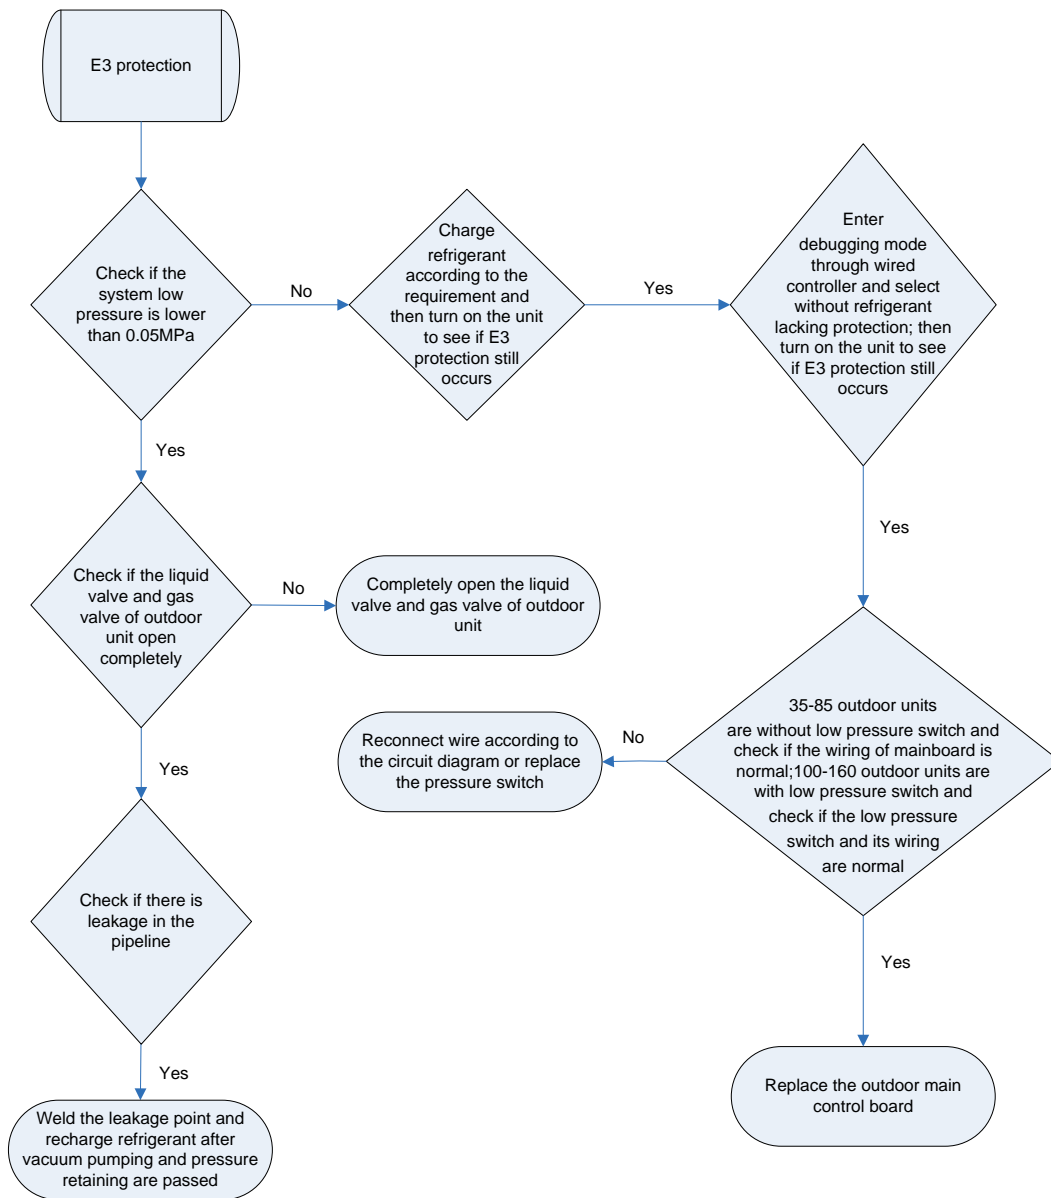 E3 protection
Check if the
system low
pressure is lower
than 0.05MPa
No
Charge
refrigerant
according to the
requirement and
then turn on the unit
to see if E3
protection still
occurs
Yes
Enter
debugging mode
through wired
controller and select
without refrigerant
lacking protection; then
turn on the unit to see
if E3 protection still
occurs
Yes
Yes
Check if the liquid
valve and gas
valve of outdoor
unit open
completely
No
Completely open the liquid
valve and gas valve of outdoor
unit
35-85 outdoor units
are without low pressure switch and
check if the wiring of mainboard is
normal;100-160 outdoor units are
with low pressure switch and
check if the low pressure
switch and its wiring
are normal
No
Reconnect wire according to
the circuit diagram or replace
the pressure switch
Yes
Check if there is
leakage in the
pipeline
Yes
Yes
Replace the outdoor main
control board
Weld the leakage point and
recharge refrigerant after
vacuum pumping and pressure
retaining are passed